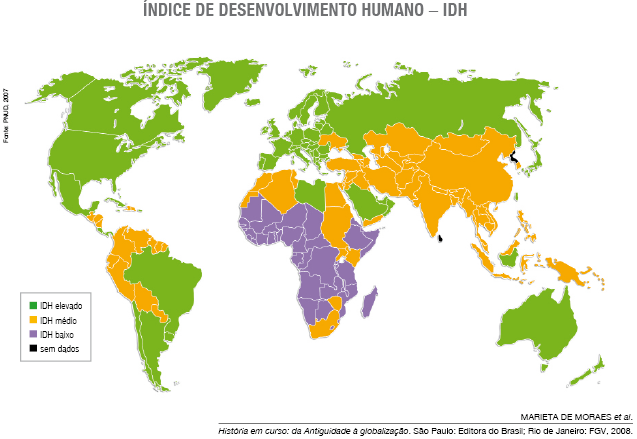 ÍNDICE DE DESENVOLVIMENTO HUMANO – IDH
Fonte: PNUD, 2007
IDH elevado
IDH médio
IDH baixo
sem dados
MARIETA DE MORAES et al.
História em curso: da Antiguidade à globalização. São Paulo: Editora do Brasil; Rio de Janeiro: FGV, 2008.